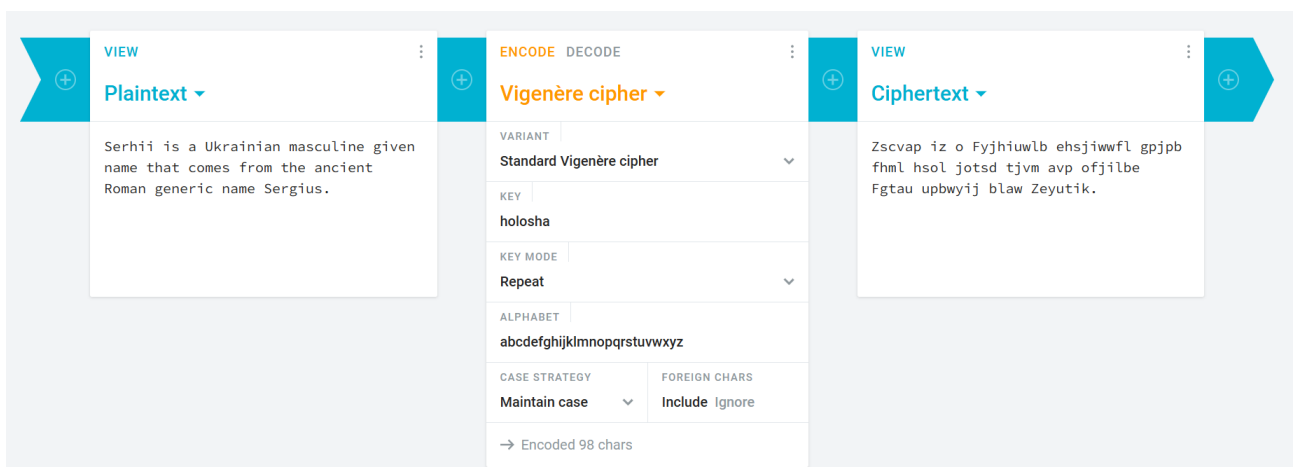 VIEW
Plaintext
Serhii is a Ukrainian masculine given
name that comes from the ancient
Roman generic name Sergius.
ENCODE DECODE
Vigenère cipher
VARIANT
Standard Vigenère cipher
KEY
holosha
KEY MODE
Repeat
ALPHABET
abcdefghijklmnopqrstuvwxyz
CASE STRATEGY FOREIGN CHARS
Maintain case Include Ignore
→ Encoded 98 chars
VIEW
Ciphertext
Zscvap iz o Fyjhiuwlb ehsjiwwfl gpjpb
fhml hsol jotsd tjvm avp ofjilbe
Fgtau upbwyij blaw Zeyutik.